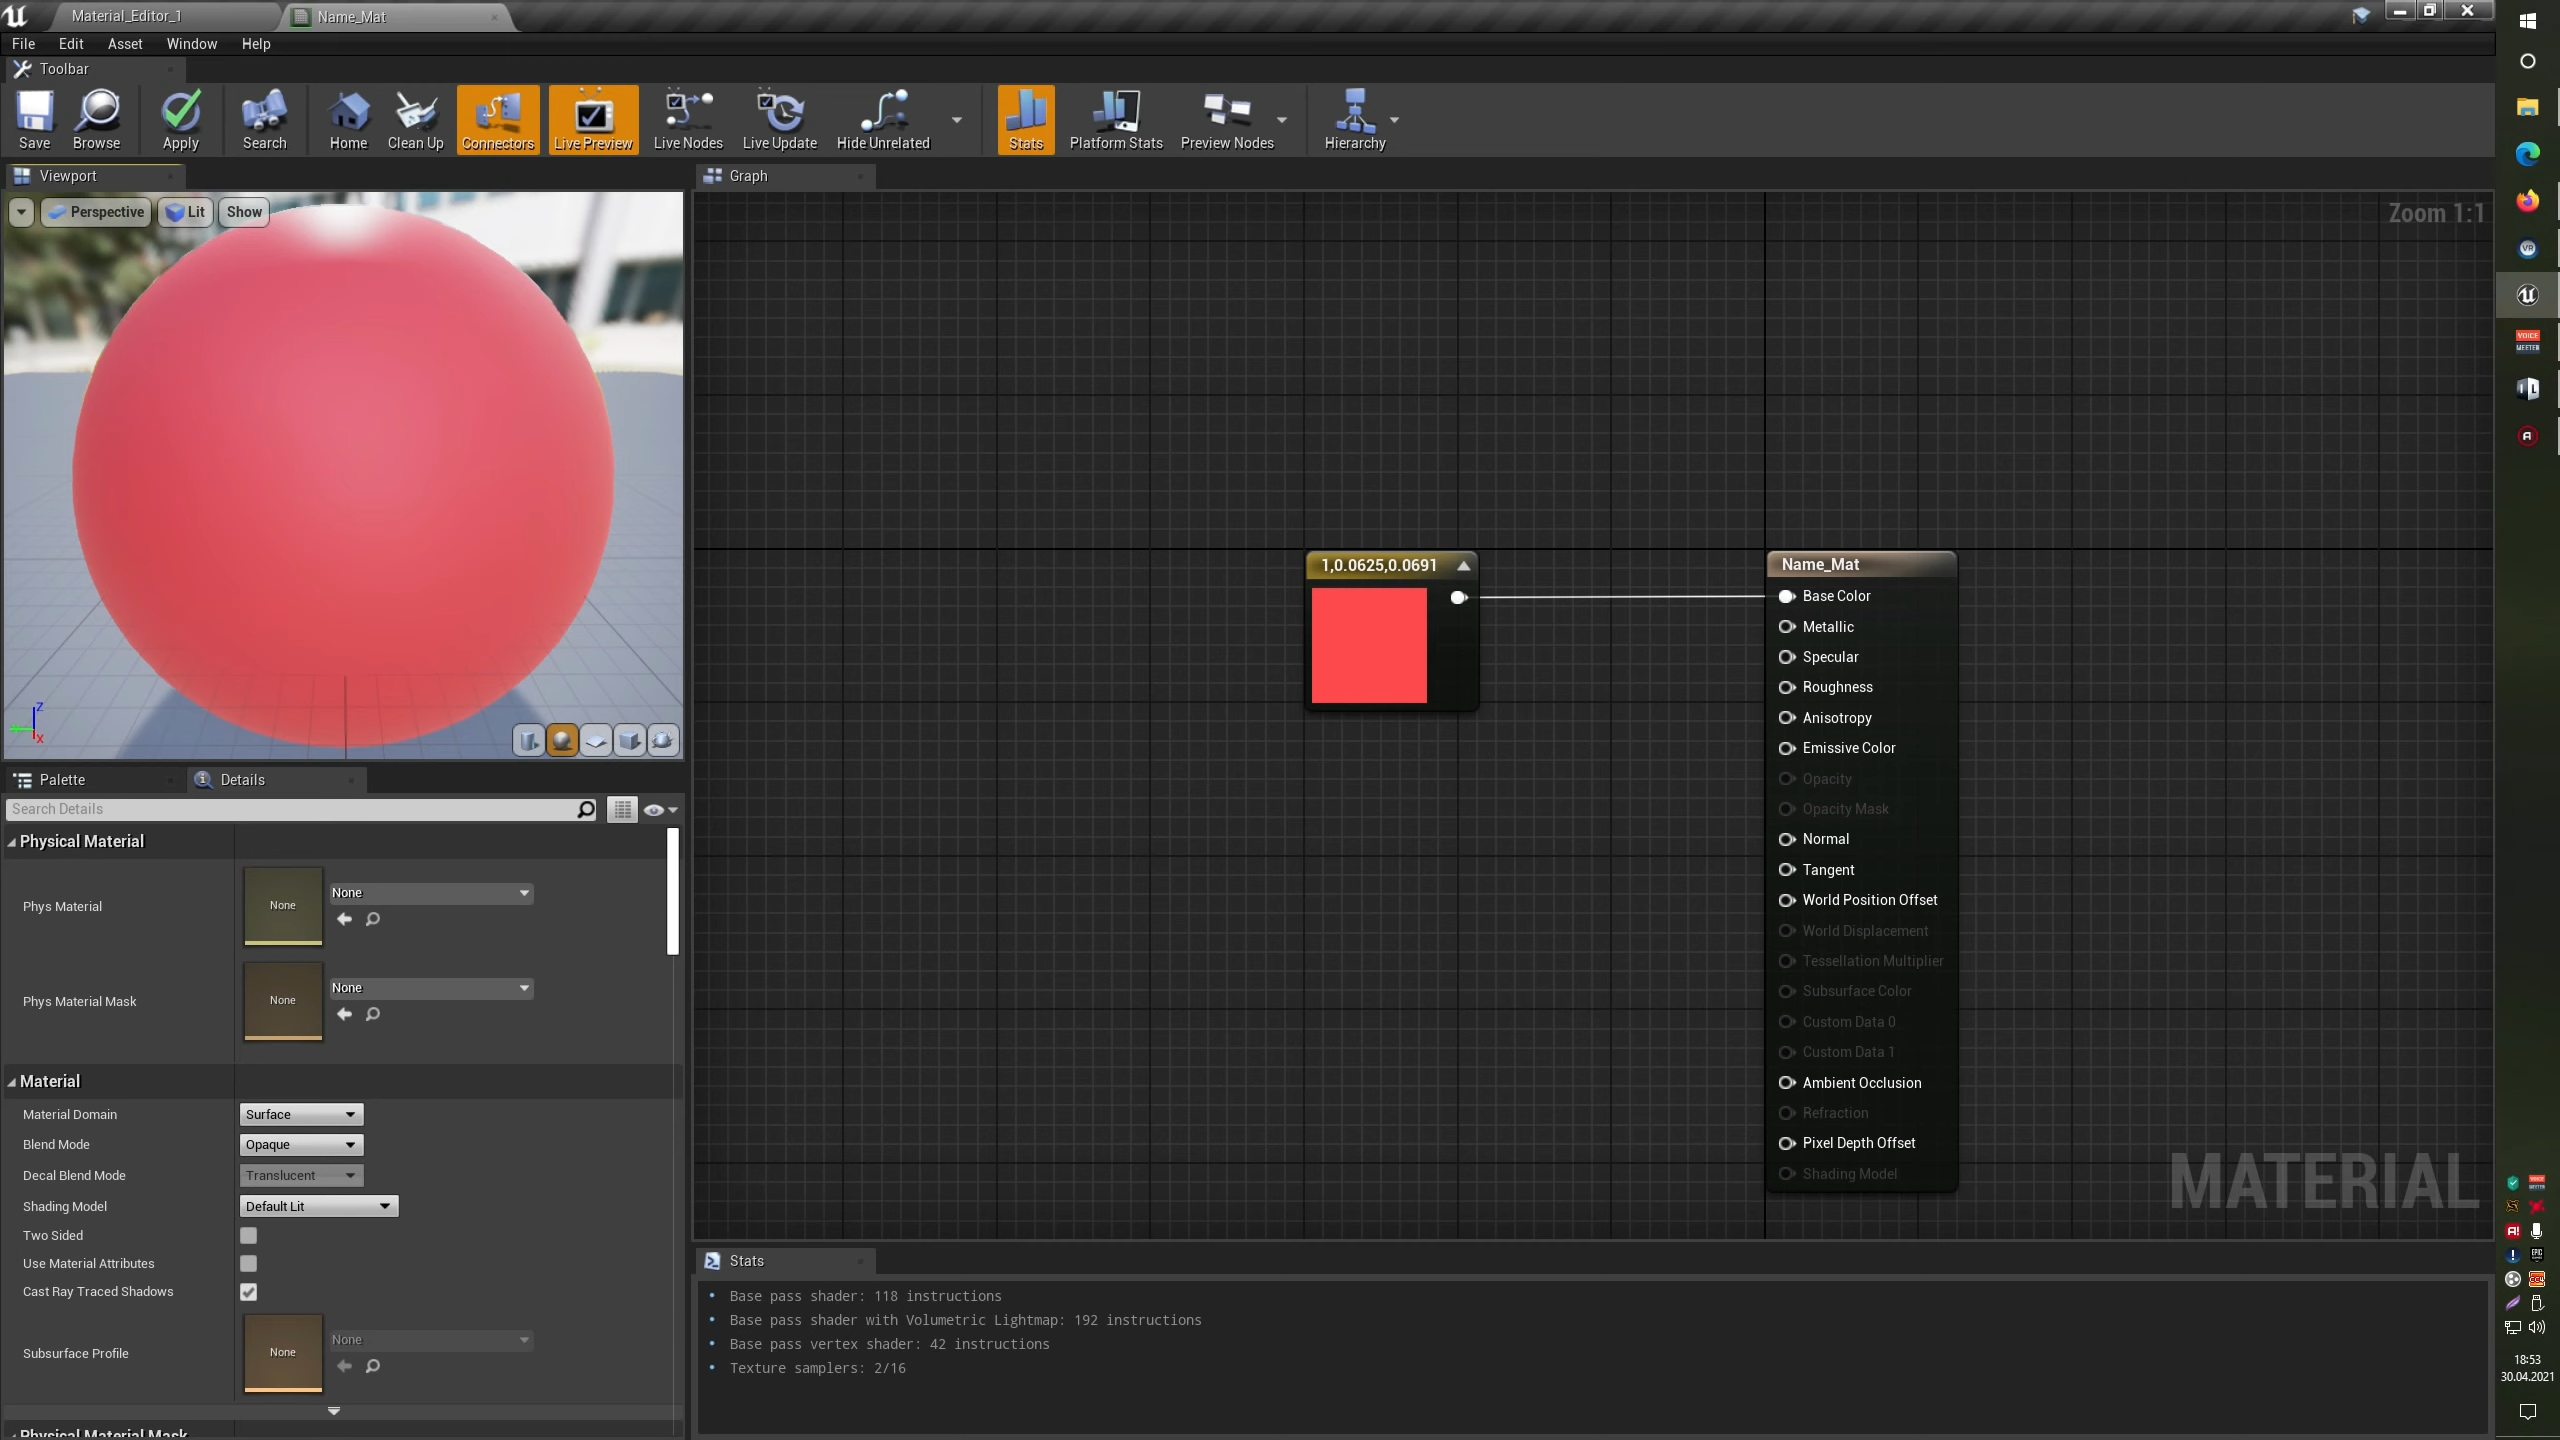 Material_Editor_1
Name_Mat
File Edit Asset Window Help
Toolbar
Save Browse Apply Search Home Clean Up Connectors Live Preview Live Nodes Live Update Hide Unrelated Stats Platform Stats Preview Nodes Hierarchy
Viewport
Graph
Perspective Lit Show
Zoom 1:1
Z
X
1,0.0625,0.0691
Name_Mat
Base Color
Metallic
Specular
Roughness
Anisotropy
Emissive Color
Opacity
Opacity Mask
Normal
Tangent
World Position Offset
World Displacement
Tessellation Multiplier
Subsurface Color
Custom Data 0
Custom Data 1
Ambient Occlusion
Refraction
Pixel Depth Offset
Shading Model
MATERIAL
Palette
Details
Search Details
Physical Material
Phys Material
None
None
Phys Material Mask
None
None
Material
Material Domain Surface
Blend Mode Opaque
Decal Blend Mode Translucent
Shading Model Default Lit
Two Sided
Use Material Attributes
Cast Ray Traced Shadows
Subsurface Profile
None
None
Physical Material Mask
Stats
Base pass shader: 118 instructions
Base pass shader with Volumetric Lightmap: 192 instructions
Base pass vertex shader: 42 instructions
Texture samplers: 2/16
VR
VOICE
MEETER
18:53
30.04.2021